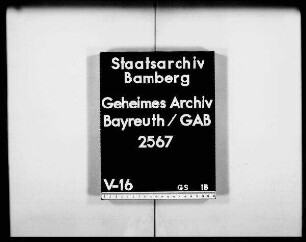 Staatsarchiv
Bamberg
Geheimes Archiv
Bayreuth / GAB
2567
V-16 GS 1B